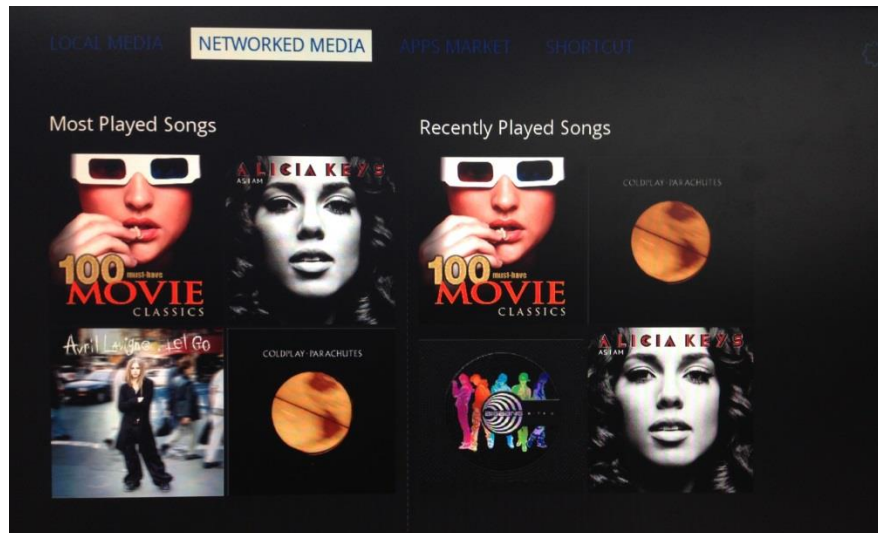 LOCAL MEDIA NETWORKED MEDIA APPS MARKET SHORTCUT
Most Played Songs
Recently Played Songs
100 must-have
MOVIE
CLASSICS
ALICIA KEYS
AS I AM
Avril Lavigne Let Go
COLDPLAY·PARACHUTES
100 must-have
MOVIE
CLASSICS
COLDPLAY·PARACHUTES
ALICIA KEYS
AS I AM